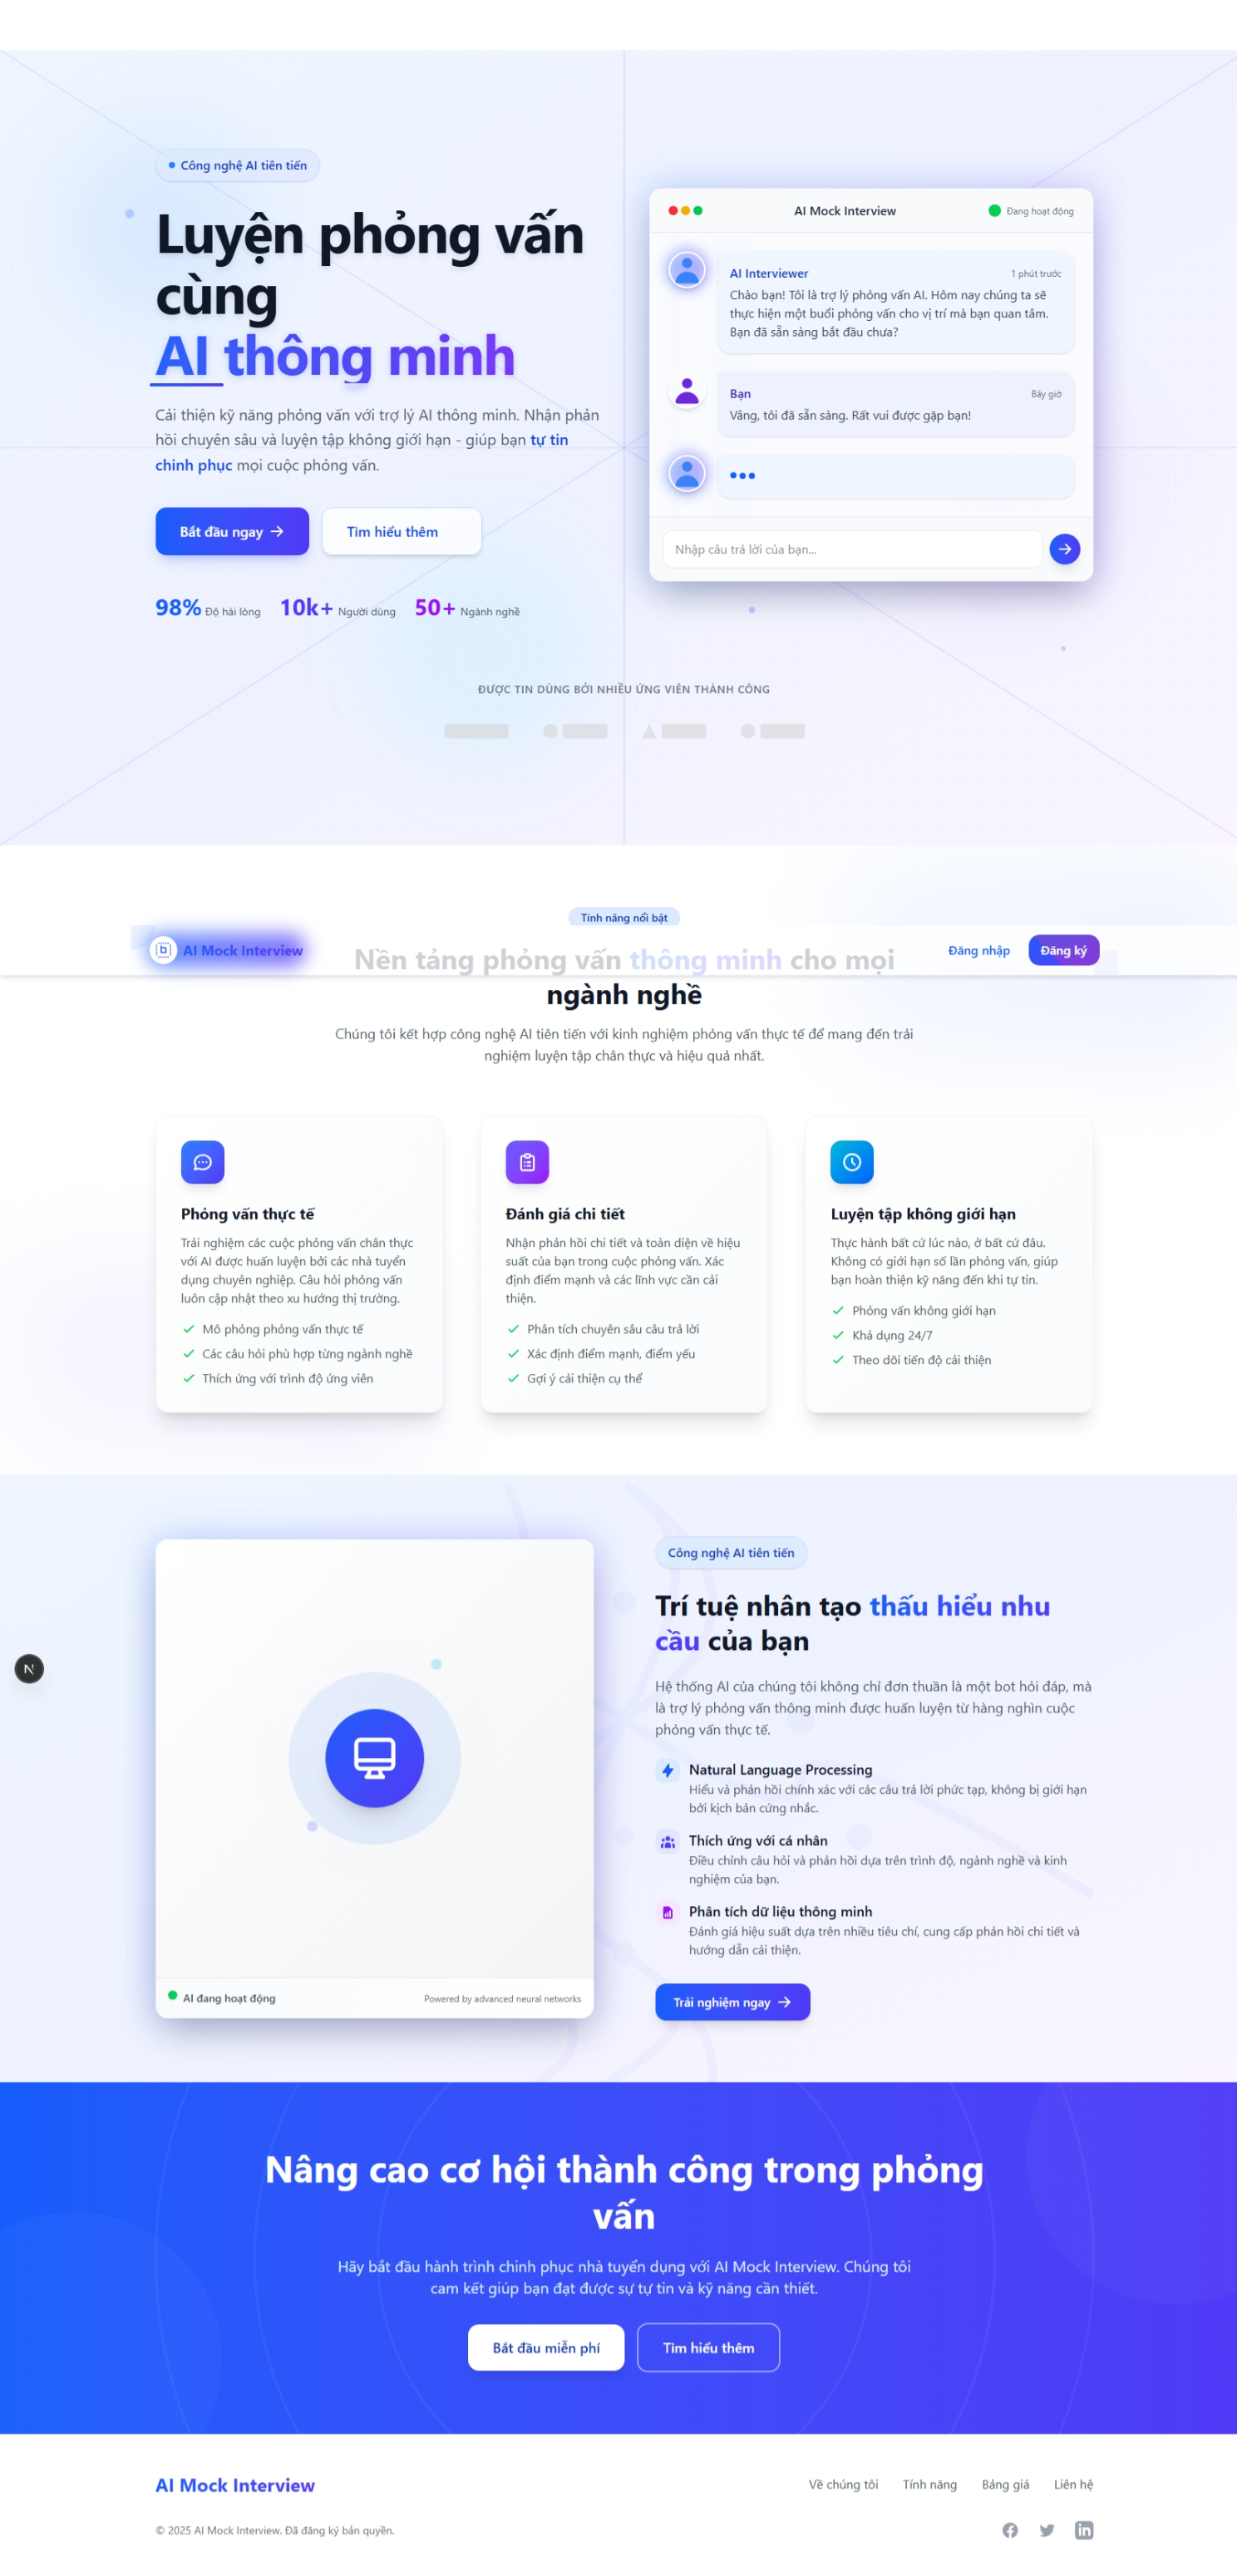 Công nghệ AI tiên tiến
Luyện phỏng vấn
cùng
AI thông minh
Cải thiện kỹ năng phỏng vấn với trợ lý AI thông minh. Nhận phản
hồi chuyên sâu và luyện tập không giới hạn - giúp bạn tự tin
chinh phục mọi cuộc phỏng vấn.
Bắt đầu ngay →
Tìm hiểu thêm
98% Độ hài lòng 10k+ Người dùng 50+ Ngành nghề
AI Mock Interview
Đang hoạt động
AI Interviewer
1 phút trước
Chào bạn! Tôi là trợ lý phỏng vấn AI. Hôm nay chúng ta sẽ
thực hiện một buổi phỏng vấn cho vị trí mà bạn quan tâm.
Bạn đã sẵn sàng bắt đầu chưa?
Bạn
Bây giờ
Vâng, tôi đã sẵn sàng. Rất vui được gặp bạn!
Nhập câu trả lời của bạn...
ĐƯỢC TIN DÙNG BỞI NHIỀU ỨNG VIÊN THÀNH CÔNG
Tính năng nổi bật
AI Mock Interview
Đăng nhập
Đăng ký
Nền tảng phỏng vấn thông minh cho mọi
ngành nghề
Chúng tôi kết hợp công nghệ AI tiên tiến với kinh nghiệm phỏng vấn thực tế để mang đến trải
nghiệm luyện tập chân thực và hiệu quả nhất.
Phỏng vấn thực tế
Trải nghiệm các cuộc phỏng vấn chân thực
với AI được huấn luyện bởi các nhà tuyển
dụng chuyên nghiệp. Câu hỏi phỏng vấn
luôn cập nhật theo xu hướng thị trường.
Mô phỏng phỏng vấn thực tế
Các câu hỏi phù hợp từng ngành nghề
Thích ứng với trình độ ứng viên
Đánh giá chi tiết
Nhận phản hồi chi tiết và toàn diện về hiệu
suất của bạn trong cuộc phỏng vấn. Xác
định điểm mạnh và các lĩnh vực cần cải
thiện.
Phân tích chuyên sâu câu trả lời
Xác định điểm mạnh, điểm yếu
Gợi ý cải thiện cụ thể
Luyện tập không giới hạn
Thực hành bất cứ lúc nào, ở bất cứ đâu.
Không có giới hạn số lần phỏng vấn, giúp
bạn hoàn thiện kỹ năng đến khi tự tin.
Phỏng vấn không giới hạn
Khả dụng 24/7
Theo dõi tiến độ cải thiện
N
AI đang hoạt động
Powered by advanced neural networks
Công nghệ AI tiên tiến
Trí tuệ nhân tạo thấu hiểu nhu
cầu của bạn
Hệ thống AI của chúng tôi không chỉ đơn thuần là một bot hỏi đáp, mà
là trợ lý phỏng vấn thông minh được huấn luyện từ hàng nghìn cuộc
phỏng vấn thực tế.
Natural Language Processing
Hiểu và phản hồi chính xác với các câu trả lời phức tạp, không bị giới hạn
bởi kịch bản cứng nhắc.
Thích ứng với cá nhân
Điều chỉnh câu hỏi và phản hồi dựa trên trình độ, ngành nghề và kinh
nghiệm của bạn.
Phân tích dữ liệu thông minh
Đánh giá hiệu suất dựa trên nhiều tiêu chí, cung cấp phản hồi chi tiết và
hướng dẫn cải thiện.
Trải nghiệm ngay →
Nâng cao cơ hội thành công trong phỏng
vấn
Hãy bắt đầu hành trình chinh phục nhà tuyển dụng với AI Mock Interview. Chúng tôi
cam kết giúp bạn đạt được sự tự tin và kỹ năng cần thiết.
Bắt đầu miễn phí
Tìm hiểu thêm
AI Mock Interview
Về chúng tôi
Tính năng
Bảng giá
Liên hệ
© 2025 AI Mock Interview. Đã đăng ký bản quyền.